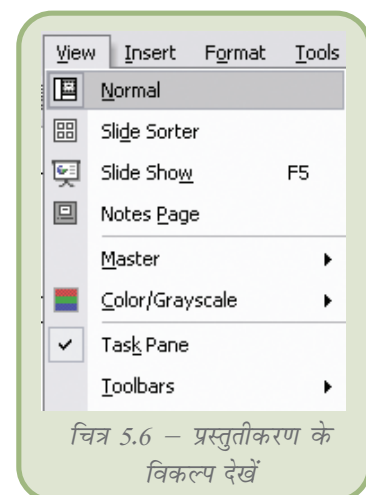 View Insert Format Tools
Normal
Slide Sorter
Slide Show F5
Notes Page
Master
Color/Grayscale
Task Pane
Toolbars
चित्र 5.6 – प्रस्तुतीकरण के
विकल्प देखें